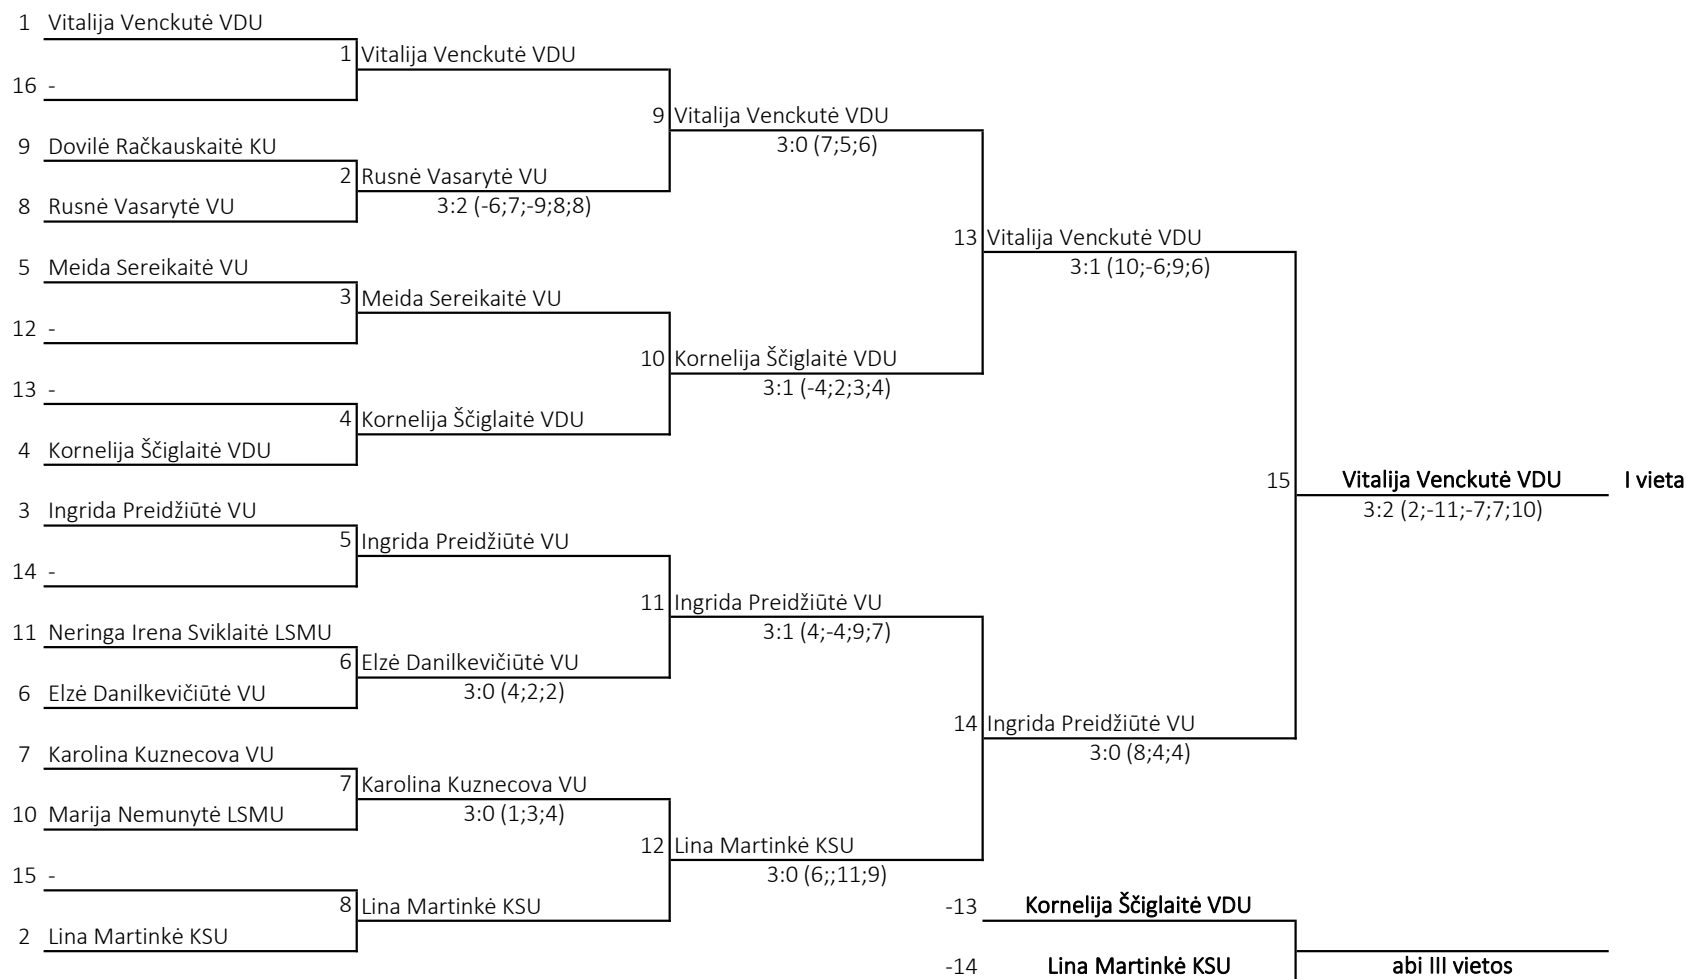 1 Vitalija Venckutė VDU
1 Vitalija Venckutė VDU
16 -
9 Vitalija Venckutė VDU
3:0 (7;5;6)
9 Dovilė Račkauskaitė KU
2 Rusnė Vasarytė VU
3:2 (-6;7;-9;8;8)
8 Rusnė Vasarytė VU
13 Vitalija Venckutė VDU
3:1 (10;-6;9;6)
5 Meida Sereikaitė VU
3 Meida Sereikaitė VU
12 -
10 Kornelija Ščiglaitė VDU
3:1 (-4;2;3;4)
13 -
4 Kornelija Ščiglaitė VDU
4 Kornelija Ščiglaitė VDU
15 Vitalija Venckutė VDU I vieta
3:2 (2;-11;-7;7;10)
3 Ingrida Preidžiūtė VU
5 Ingrida Preidžiūtė VU
14 -
11 Ingrida Preidžiūtė VU
3:1 (4;-4;9;7)
11 Neringa Irena Sviklaitė LSMU
6 Elzė Danilkevičiūtė VU
3:0 (4;2;2)
6 Elzė Danilkevičiūtė VU
14 Ingrida Preidžiūtė VU
3:0 (8;4;4)
7 Karolina Kuznecova VU
7 Karolina Kuznecova VU
3:0 (1;3;4)
10 Marija Nemunytė LSMU
12 Lina Martinkė KSU
3:0 (6;;11;9)
15 -
8 Lina Martinkė KSU
2 Lina Martinkė KSU
-13 Kornelija Ščiglaitė VDU
-14 Lina Martinkė KSU abi III vietos